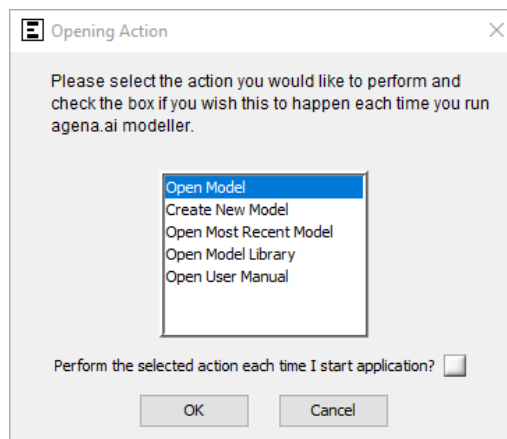 Opening Action
Please select the action you would like to perform and
check the box if you wish this to happen each time you run
agena.ai modeller.
Open Model
Create New Model
Open Most Recent Model
Open Model Library
Open User Manual
Perform the selected action each time I start application?
OK
Cancel